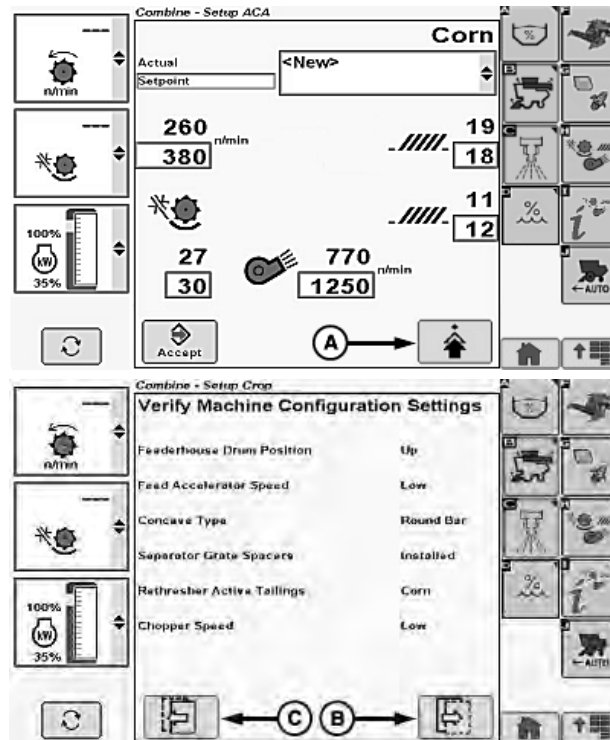 Combine - Setup ACA
Corn
---
n/min
Actual
Setpoint
<New>
---
260
380
n/min
19
18
11
12
100%
kW
35%
27
30
770
1250
n/min
Accept
A
%
A
B
C
%
i
← AUTO
Combine - Setup Crop
Verify Machine Configuration Settings
---
n/min
Feederhouse Drum Position Up
Feed Accelerator Speed Low
---
Concave Type Round Bar
Separator Grate Spacers Installed
Rethresher Active Tailings Corn
100%
kW
35%
Chopper Speed Low
C B
%
%
i
← AUTO